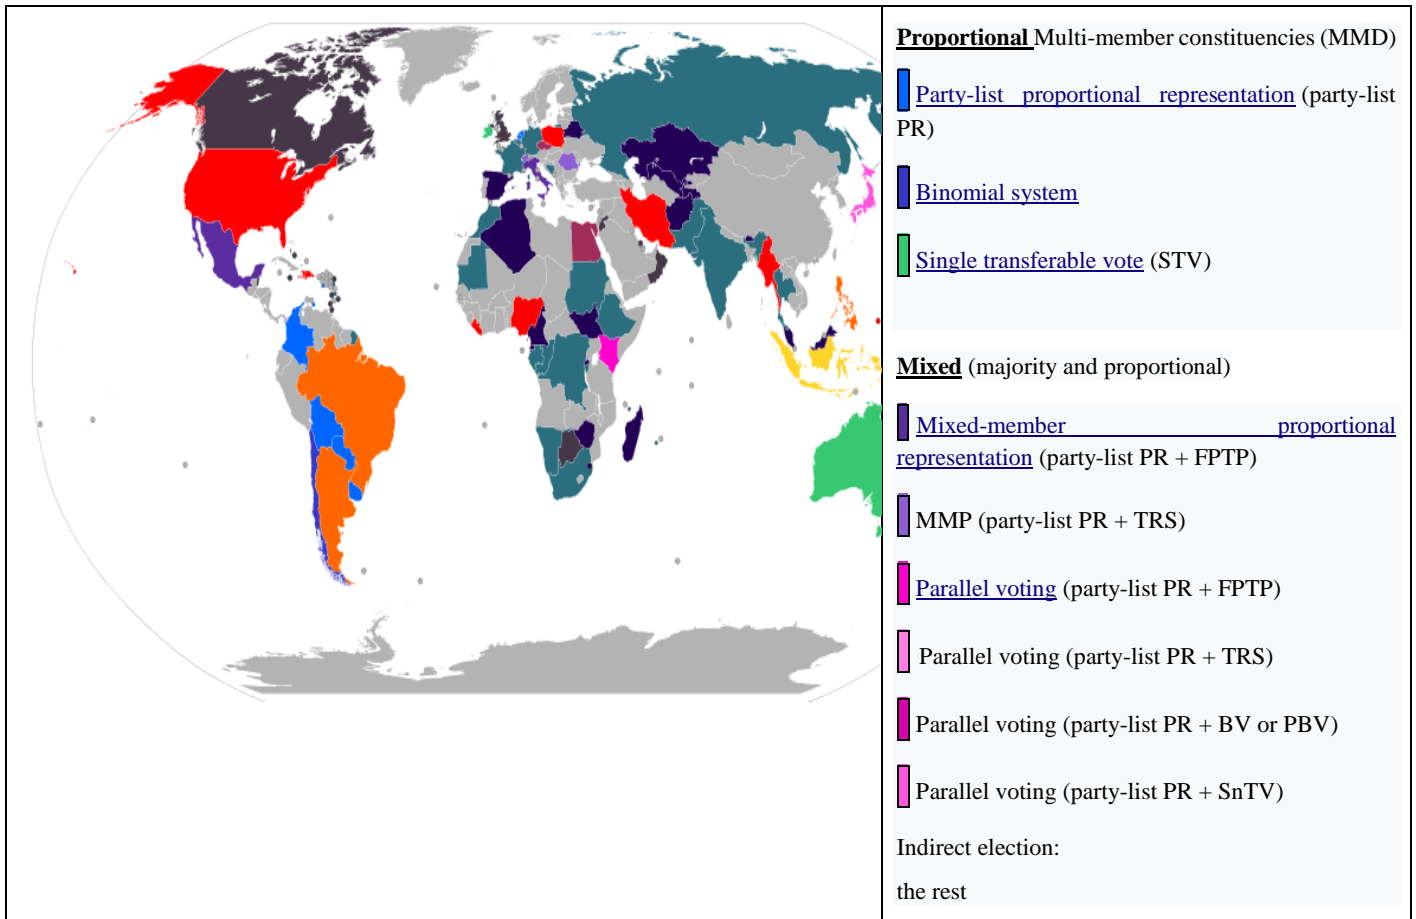 Proportional Multi-member constituencies (MMD)
Party-list proportional representation (party-list
PR)
Binomial system
Single transferable vote (STV)
Mixed (majority and proportional)
Mixed-member proportional
representation (party-list PR + FPTP)
MMP (party-list PR + TRS)
Parallel voting (party-list PR + FPTP)
Parallel voting (party-list PR + TRS)
Parallel voting (party-list PR + BV or PBV)
Parallel voting (party-list PR + SnTV)
Indirect election:
the rest